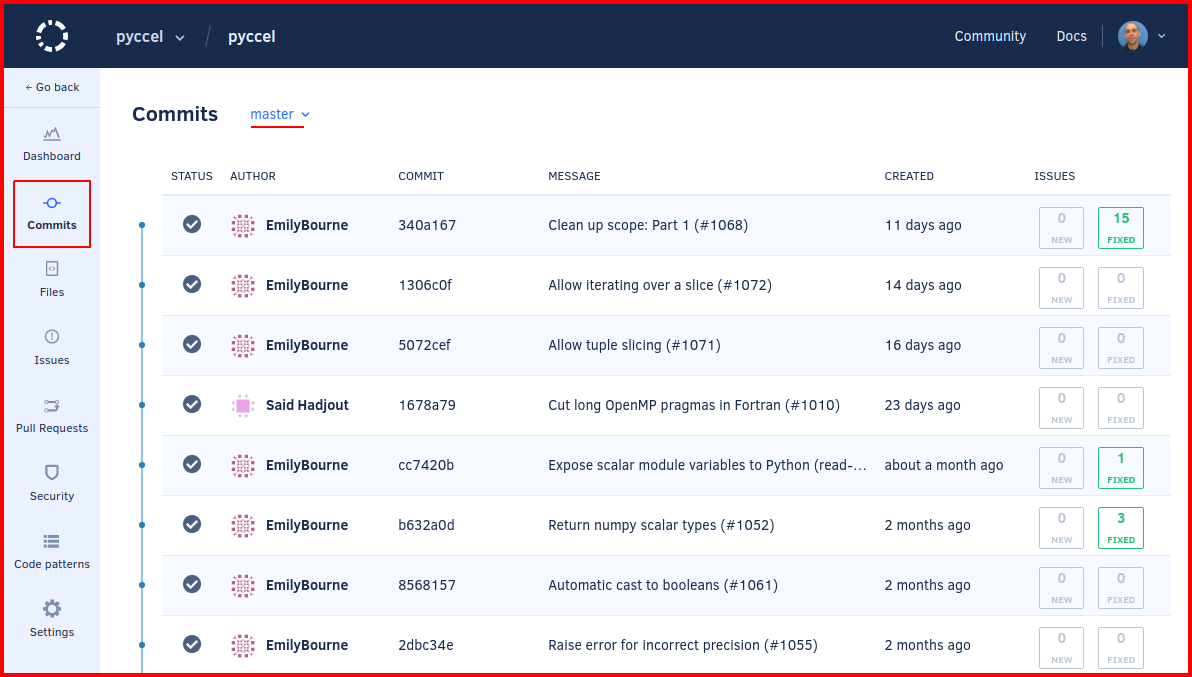 pyccel / pyccel
Community Docs
← Go back
Dashboard
Commits
Files
Issues
Pull Requests
Security
Code patterns
Settings
Commits master
STATUS AUTHOR COMMIT MESSAGE CREATED ISSUES
EmilyBourne 340a167 Clean up scope: Part 1 (#1068) 11 days ago 0 NEW 15 FIXED
EmilyBourne 1306c0f Allow iterating over a slice (#1072) 14 days ago 0 NEW 0 FIXED
EmilyBourne 5072cef Allow tuple slicing (#1071) 16 days ago 0 NEW 0 FIXED
Said Hadjout 1678a79 Cut long OpenMP pragmas in Fortran (#1010) 23 days ago 0 NEW 0 FIXED
EmilyBourne cc7420b Expose scalar module variables to Python (read-... about a month ago 0 NEW 1 FIXED
EmilyBourne b632a0d Return numpy scalar types (#1052) 2 months ago 0 NEW 3 FIXED
EmilyBourne 8568157 Automatic cast to booleans (#1061) 2 months ago 0 NEW 0 FIXED
EmilyBourne 2dbc34e Raise error for incorrect precision (#1055) 2 months ago 0 NEW 0 FIXED